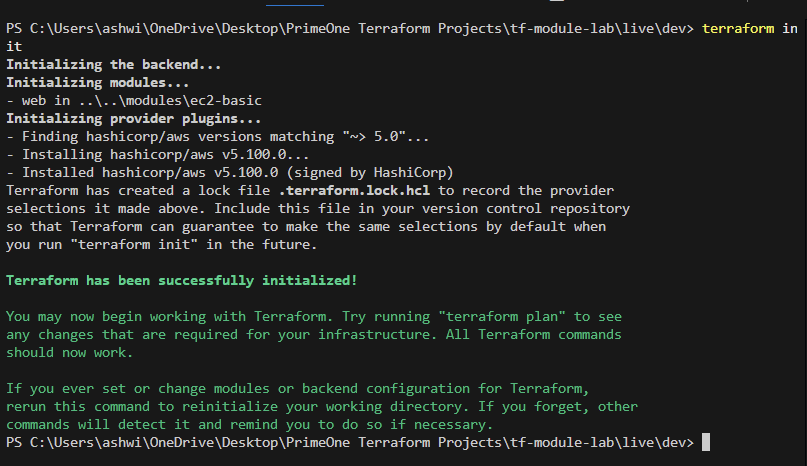 PS C:\Users\ashwi\OneDrive\Desktop\PrimeOne Terraform Projects\tf-module-lab\live\dev> terraform in
it
Initializing the backend...
Initializing modules...
- web in ..\..\modules\ec2-basic
Initializing provider plugins...
- Finding hashicorp/aws versions matching "~> 5.0"...
- Installing hashicorp/aws v5.100.0...
- Installed hashicorp/aws v5.100.0 (signed by HashiCorp)
Terraform has created a lock file .terraform.lock.hcl to record the provider
selections it made above. Include this file in your version control repository
so that Terraform can guarantee to make the same selections by default when
you run "terraform init" in the future.
Terraform has been successfully initialized!
You may now begin working with Terraform. Try running "terraform plan" to see
any changes that are required for your infrastructure. All Terraform commands
should now work.
If you ever set or change modules or backend configuration for Terraform,
rerun this command to reinitialize your working directory. If you forget, other
commands will detect it and remind you to do so if necessary.
PS C:\Users\ashwi\OneDrive\Desktop\PrimeOne Terraform Projects\tf-module-lab\live\dev>